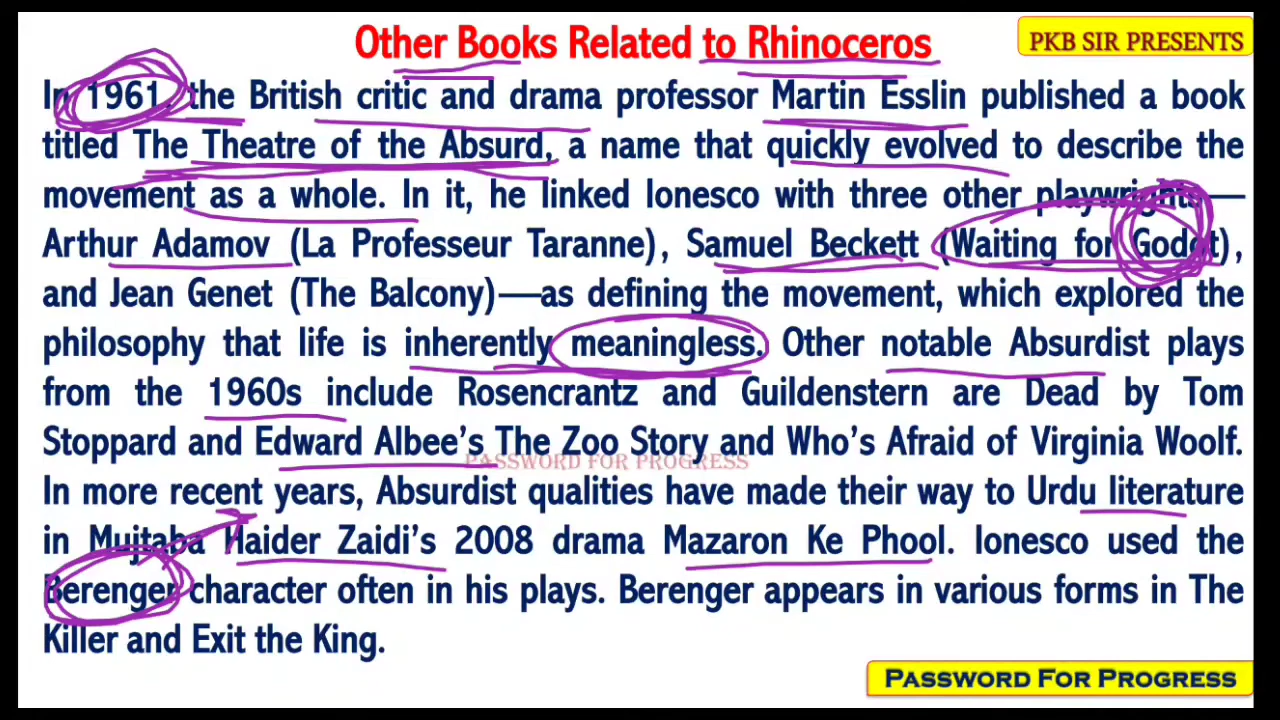 Other Books Related to Rhinoceros
PKB SIR PRESENTS
In 1961, the British critic and drama professor Martin Esslin published a book
titled The Theatre of the Absurd, a name that quickly evolved to describe the
movement as a whole. In it, he linked Ionesco with three other playwrights—
Arthur Adamov (La Professeur Taranne), Samuel Beckett (Waiting for Godot),
and Jean Genet (The Balcony)—as defining the movement, which explored the
philosophy that life is inherently meaningless. Other notable Absurdist plays
from the 1960s include Rosencrantz and Guildenstern are Dead by Tom
Stoppard and Edward Albee's The Zoo Story and Who's Afraid of Virginia Woolf.
PASSWORD FOR PROGRESS
In more recent years, Absurdist qualities have made their way to Urdu literature
in Mujtaba Haider Zaidi's 2008 drama Mazaron Ke Phool. Ionesco used the
Berenger character often in his plays. Berenger appears in various forms in The
Killer and Exit the King.
PASSWORD FOR PROGRESS